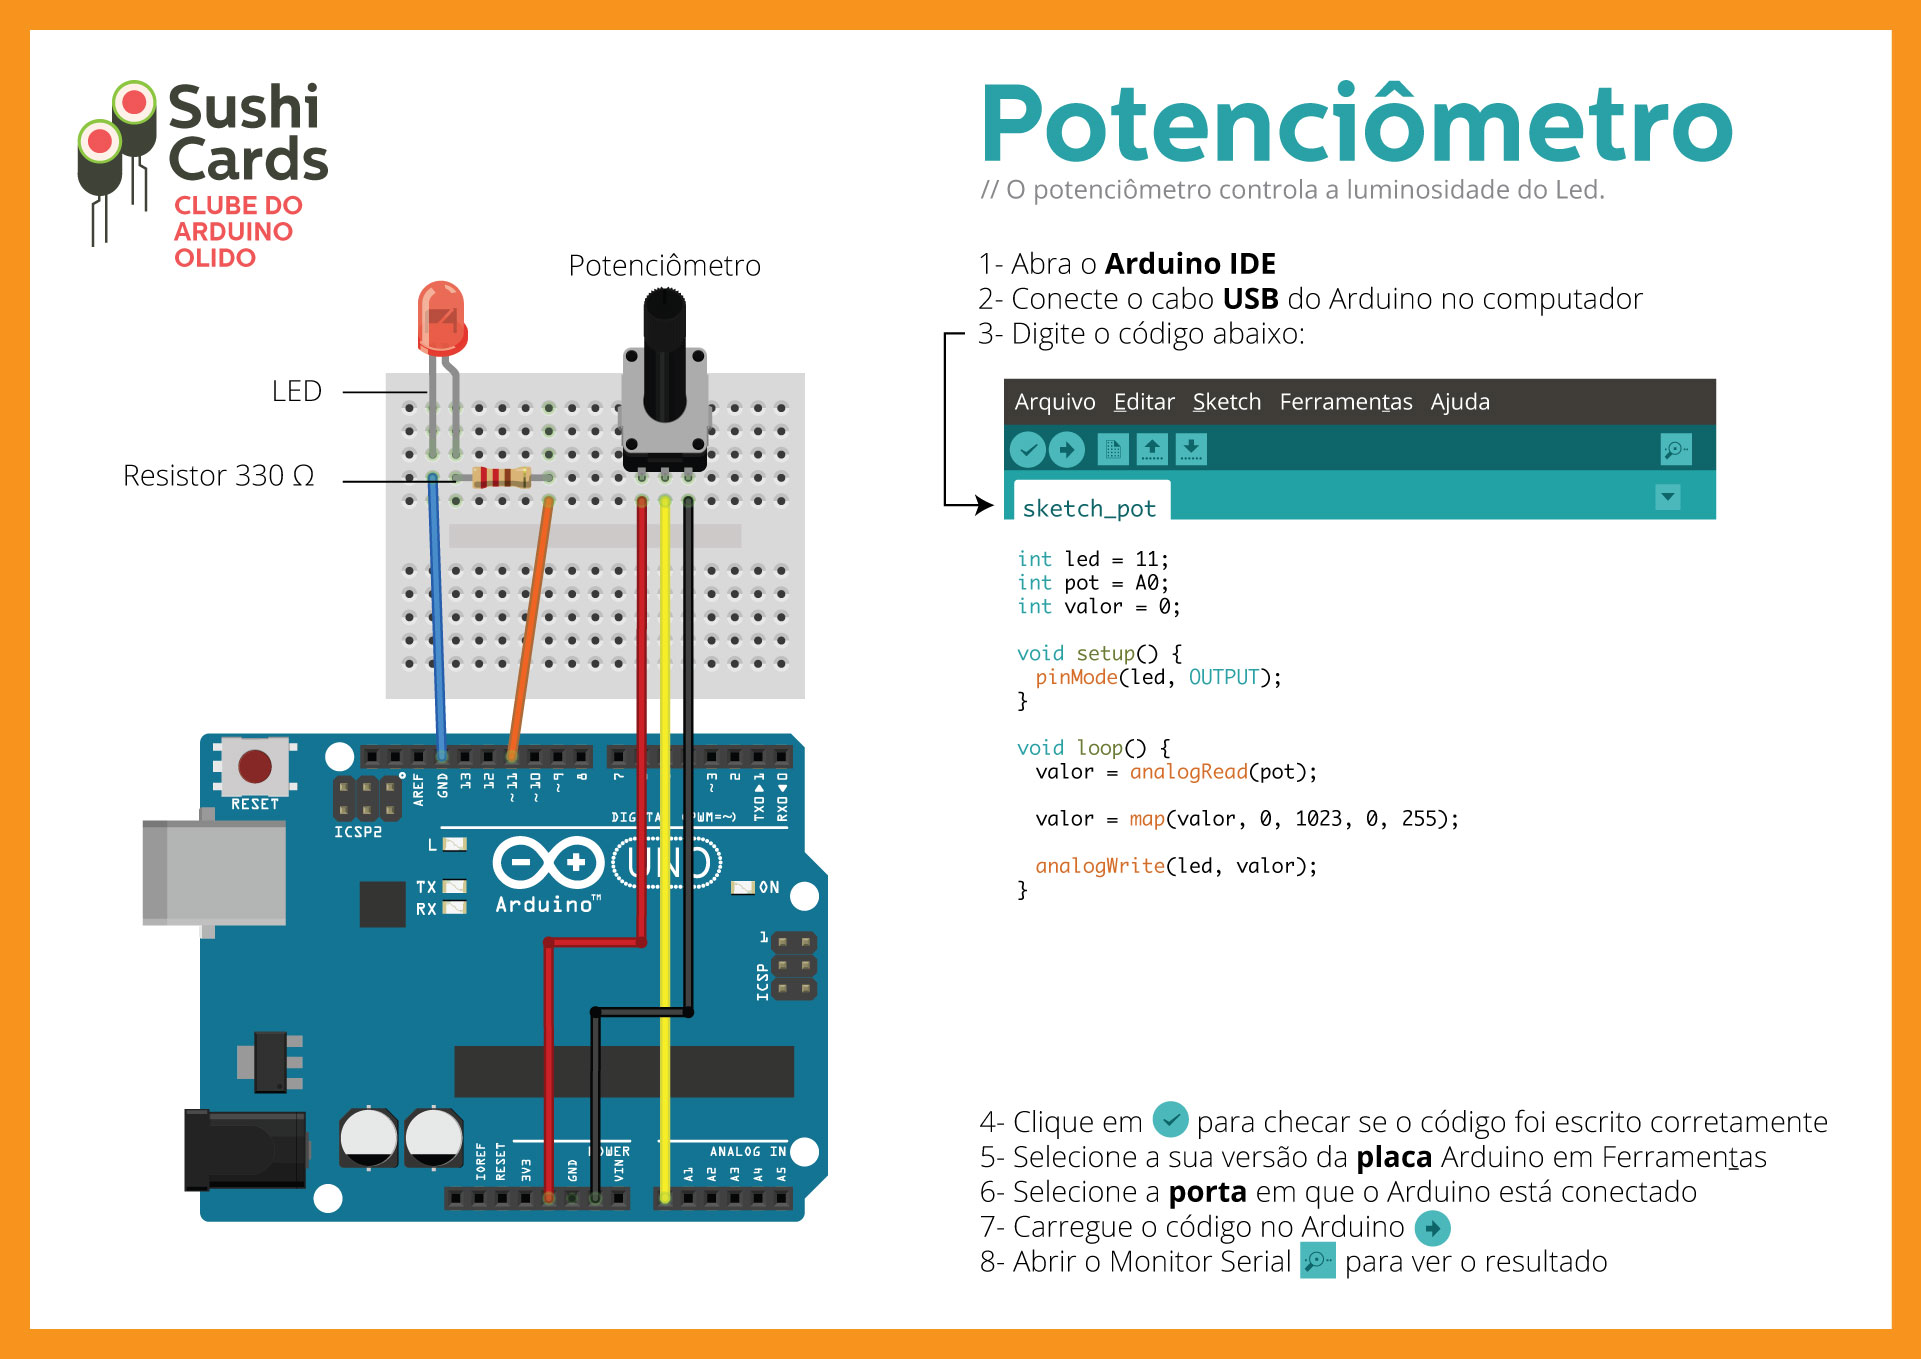 Sushi
Cards
CLUBE DO
ARDUINO
OLIDO
Potenciômetro
LED
Resistor 330 Ω
RESET
ICSP2
AREF
GND
13
12
~11
~10
~9
8
7
~3
2
TX0▶1
RX0◀0
L
TX
RX
UNO
Arduino™
ON
1
ICSP
IOREF
RESET
3V3
GND
VIN
ANALOG IN
A1
A2
A3
A4
A5
Potenciômetro
// O potenciômetro controla a luminosidade do Led.
1- Abra o Arduino IDE
2- Conecte o cabo USB do Arduino no computador
3- Digite o código abaixo:
Arquivo Editar Sketch Ferramentas Ajuda
sketch_pot
int led = 11;
int pot = A0;
int valor = 0;
void setup() {
pinMode(led, OUTPUT);
}
void loop() {
valor = analogRead(pot);
valor = map(valor, 0, 1023, 0, 255);
analogWrite(led, valor);
}
4- Clique em para checar se o código foi escrito corretamente
5- Selecione a sua versão da placa Arduino em Ferramentas
6- Selecione a porta em que o Arduino está conectado
7- Carregue o código no Arduino
8- Abrir o Monitor Serial para ver o resultado